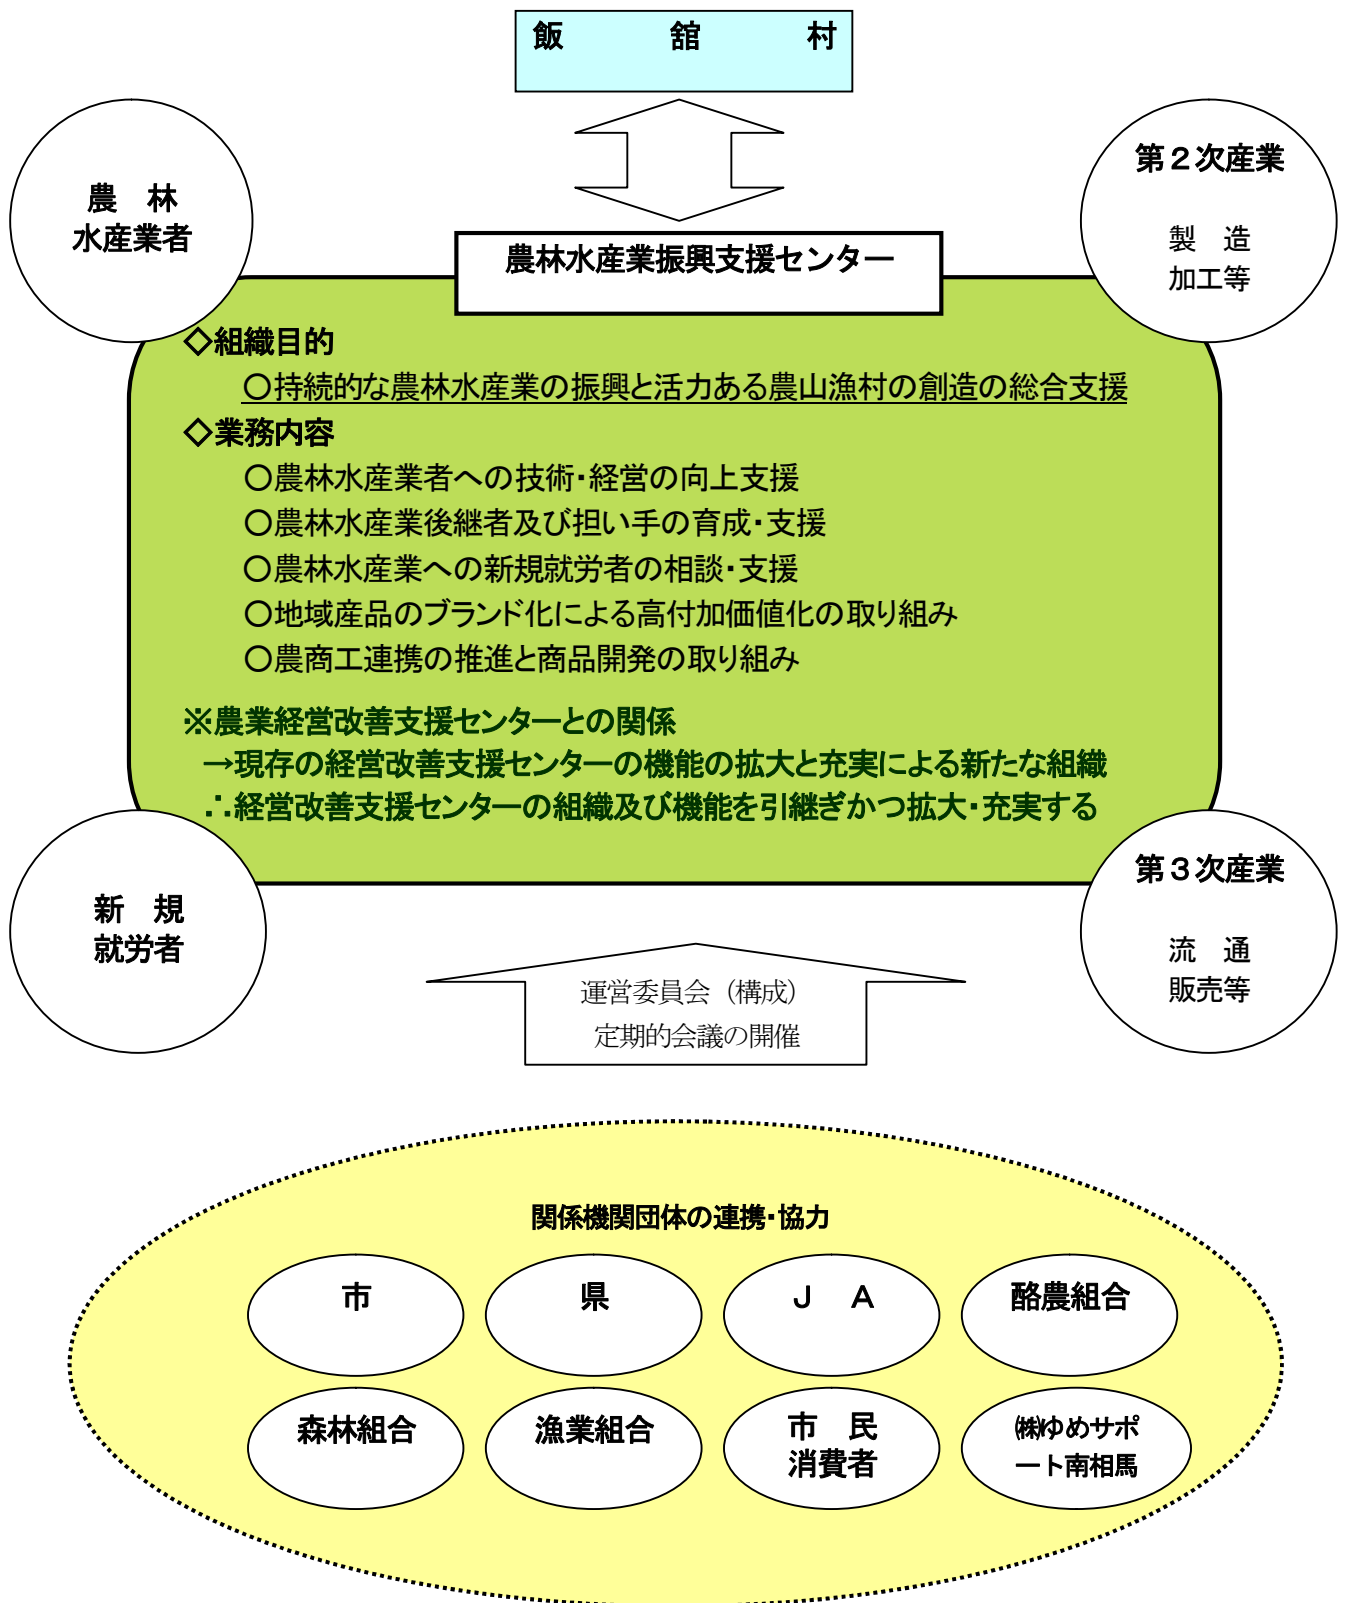 飯　舘　村
農　林
水産業者
第２次産業
製　造
加工等
農林水産業振興支援センター
◇組織目的
○持続的な農林水産業の振興と活力ある農山漁村の創造の総合支援
◇業務内容
○農林水産業者への技術・経営の向上支援
○農林水産業後継者及び担い手の育成・支援
○農林水産業への新規就労者の相談・支援
○地域産品のブランド化による高付加価値化の取り組み
○農商工連携の推進と商品開発の取り組み
※農業経営改善支援センターとの関係
→現存の経営改善支援センターの機能の拡大と充実による新たな組織
∴経営改善支援センターの組織及び機能を引継ぎかつ拡大・充実する
新　規
就労者
第３次産業
流　通
販売等
運営委員会（構成）
定期的会議の開催
関係機関団体の連携・協力
市
県
Ｊ　Ａ
酪農組合
森林組合
漁業組合
市　民
消費者
㈱ゆめサポ
ート南相馬